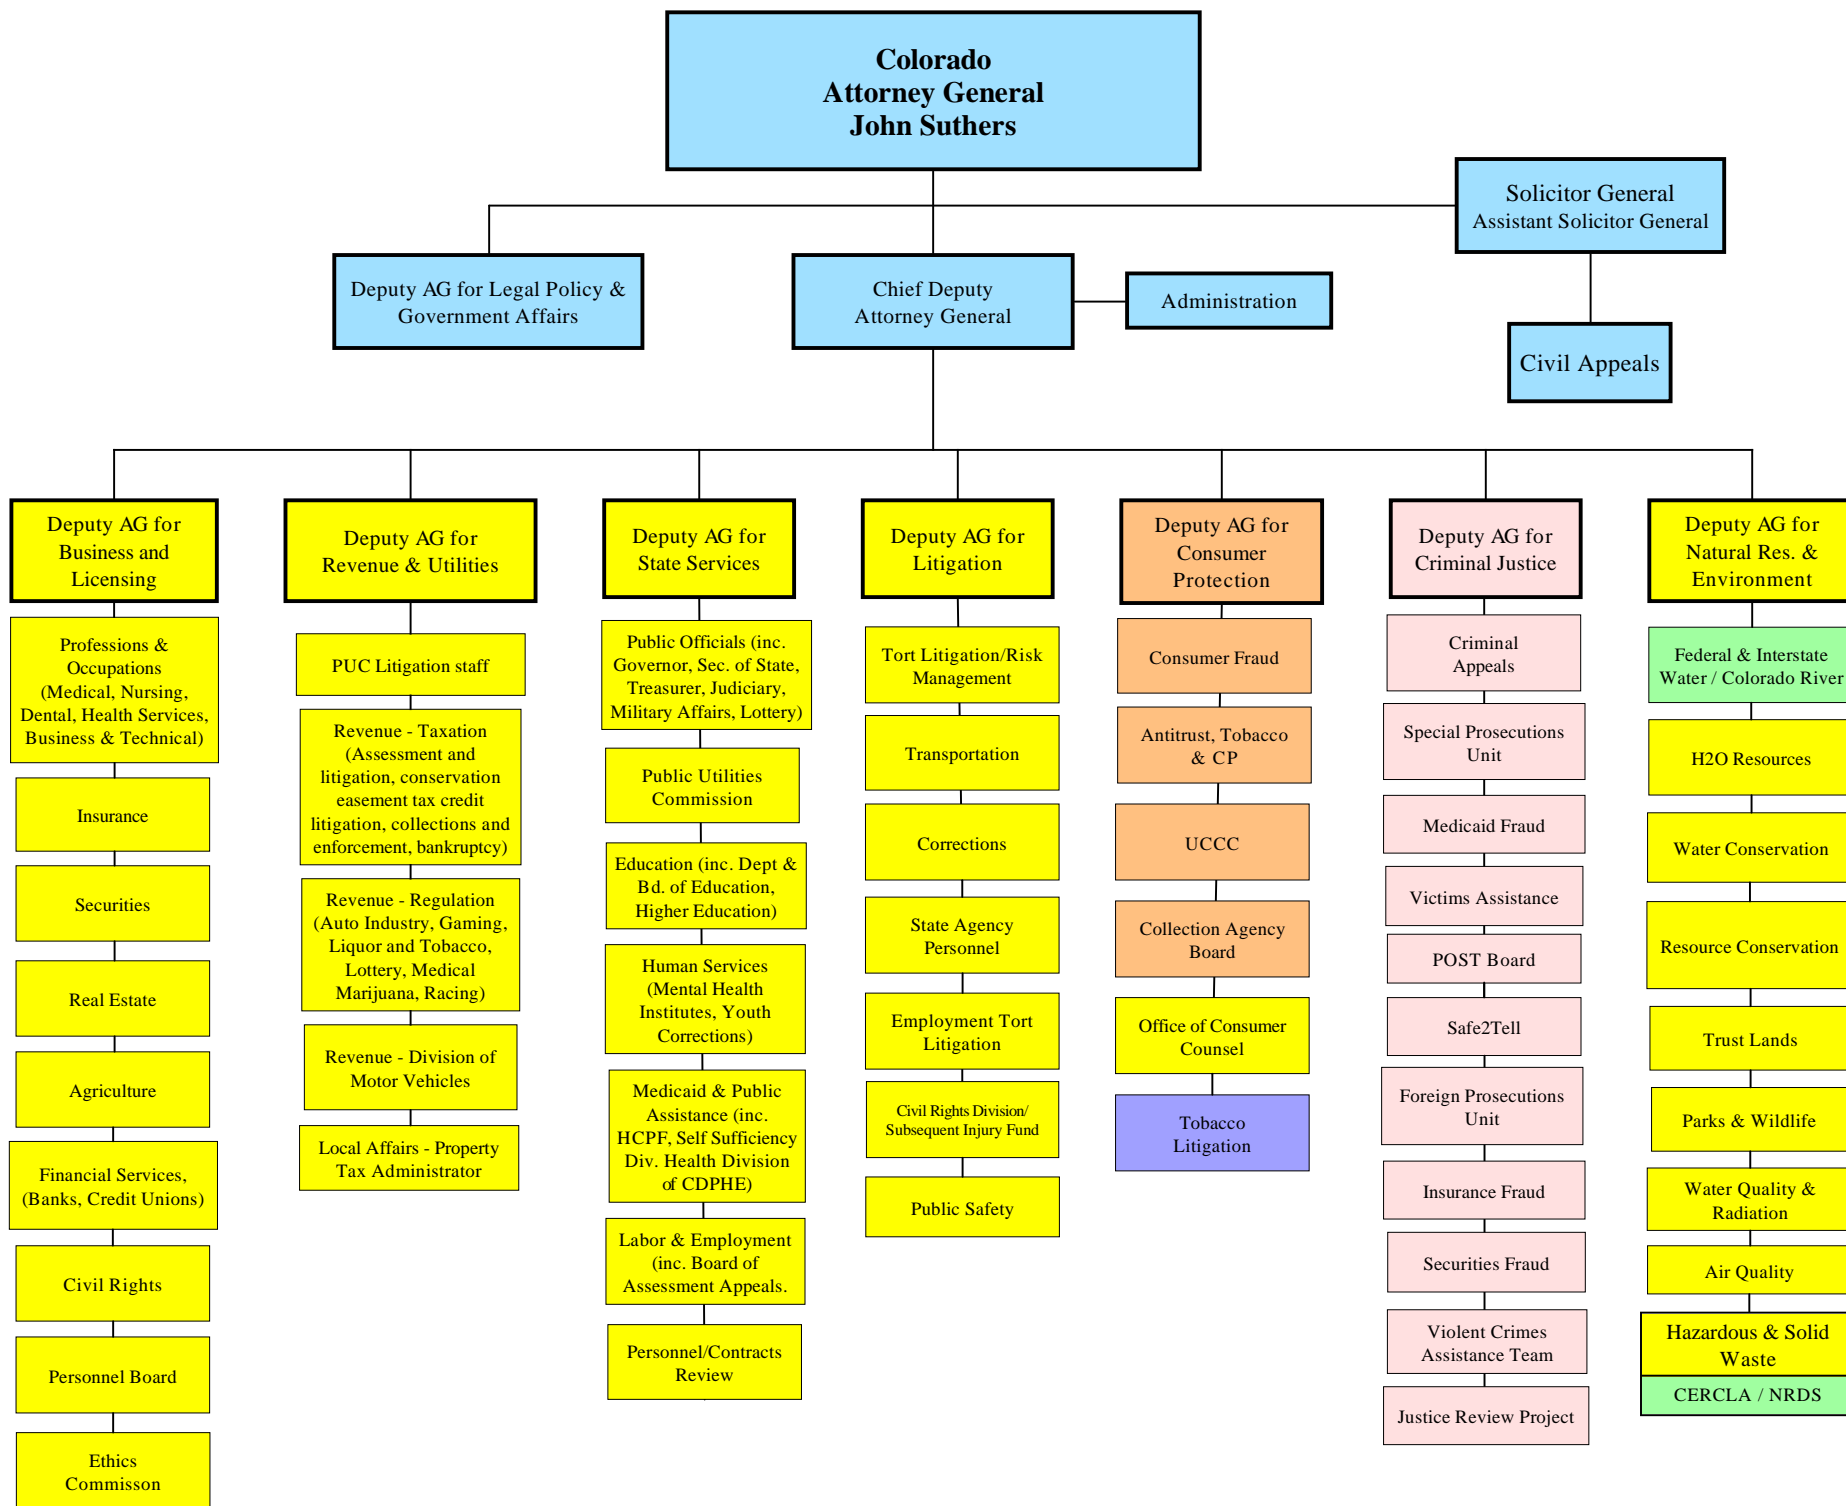 Colorado
Attorney General
John Suthers
Solicitor General
Assistant Solicitor General
Deputy AG for Legal Policy &
Government Affairs
Chief Deputy
Attorney General
Administration
Civil Appeals
Deputy AG for
Business and
Licensing
Professions &
Occupations
(Medical, Nursing,
Dental, Health Services,
Business & Technical)
Insurance
Securities
Real Estate
Agriculture
Financial Services,
(Banks, Credit Unions)
Civil Rights
Personnel Board
Ethics
Commisson
Deputy AG for
Revenue & Utilities
PUC Litigation staff
Revenue - Taxation
(Assessment and
litigation, conservation
easement tax credit
litigation, collections and
enforcement, bankruptcy)
Revenue - Regulation
(Auto Industry, Gaming,
Liquor and Tobacco,
Lottery, Medical
Marijuana, Racing)
Revenue - Division of
Motor Vehicles
Local Affairs - Property
Tax Administrator
Deputy AG for
State Services
Public Officials (inc.
Governor, Sec. of State,
Treasurer, Judiciary,
Military Affairs, Lottery)
Public Utilities
Commission
Education (inc. Dept &
Bd. of Education,
Higher Education)
Human Services
(Mental Health
Institutes, Youth
Corrections)
Medicaid & Public
Assistance (inc.
HCPF, Self Sufficiency
Div. Health Division
of CDPHE)
Labor & Employment
(inc. Board of
Assessment Appeals.
Personnel/Contracts
Review
Deputy AG for
Litigation
Tort Litigation/Risk
Management
Transportation
Corrections
State Agency
Personnel
Employment Tort
Litigation
Civil Rights Division/
Subsequent Injury Fund
Public Safety
Deputy AG for
Consumer
Protection
Consumer Fraud
Antitrust, Tobacco
& CP
UCCC
Collection Agency
Board
Office of Consumer
Counsel
Tobacco
Litigation
Deputy AG for
Criminal Justice
Criminal
Appeals
Special Prosecutions
Unit
Medicaid Fraud
Victims Assistance
POST Board
Safe2Tell
Foreign Prosecutions
Unit
Insurance Fraud
Securities Fraud
Violent Crimes
Assistance Team
Justice Review Project
Deputy AG for
Natural Res. &
Environment
Federal & Interstate
Water / Colorado River
H2O Resources
Water Conservation
Resource Conservation
Trust Lands
Parks & Wildlife
Water Quality &
Radiation
Air Quality
Hazardous & Solid
Waste
CERCLA / NRDS